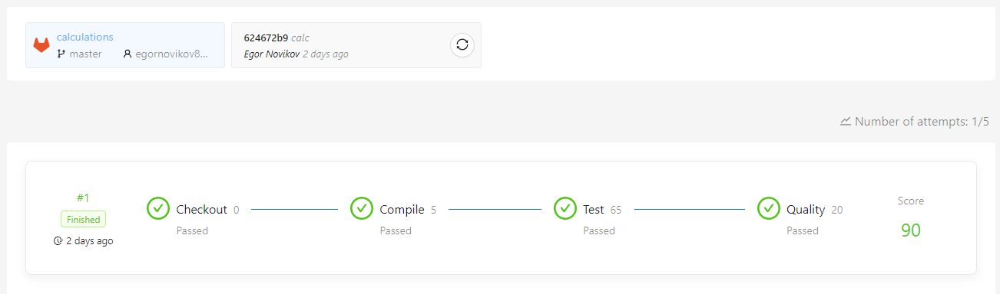 calculations
master egornovikov8...
624672b9 calc
Egor Novikov 2 days ago
Number of attempts: 1/5
#1
Finished
2 days ago
Checkout 0
Passed
Compile 5
Passed
Test 65
Passed
Quality 20
Passed
Score
90